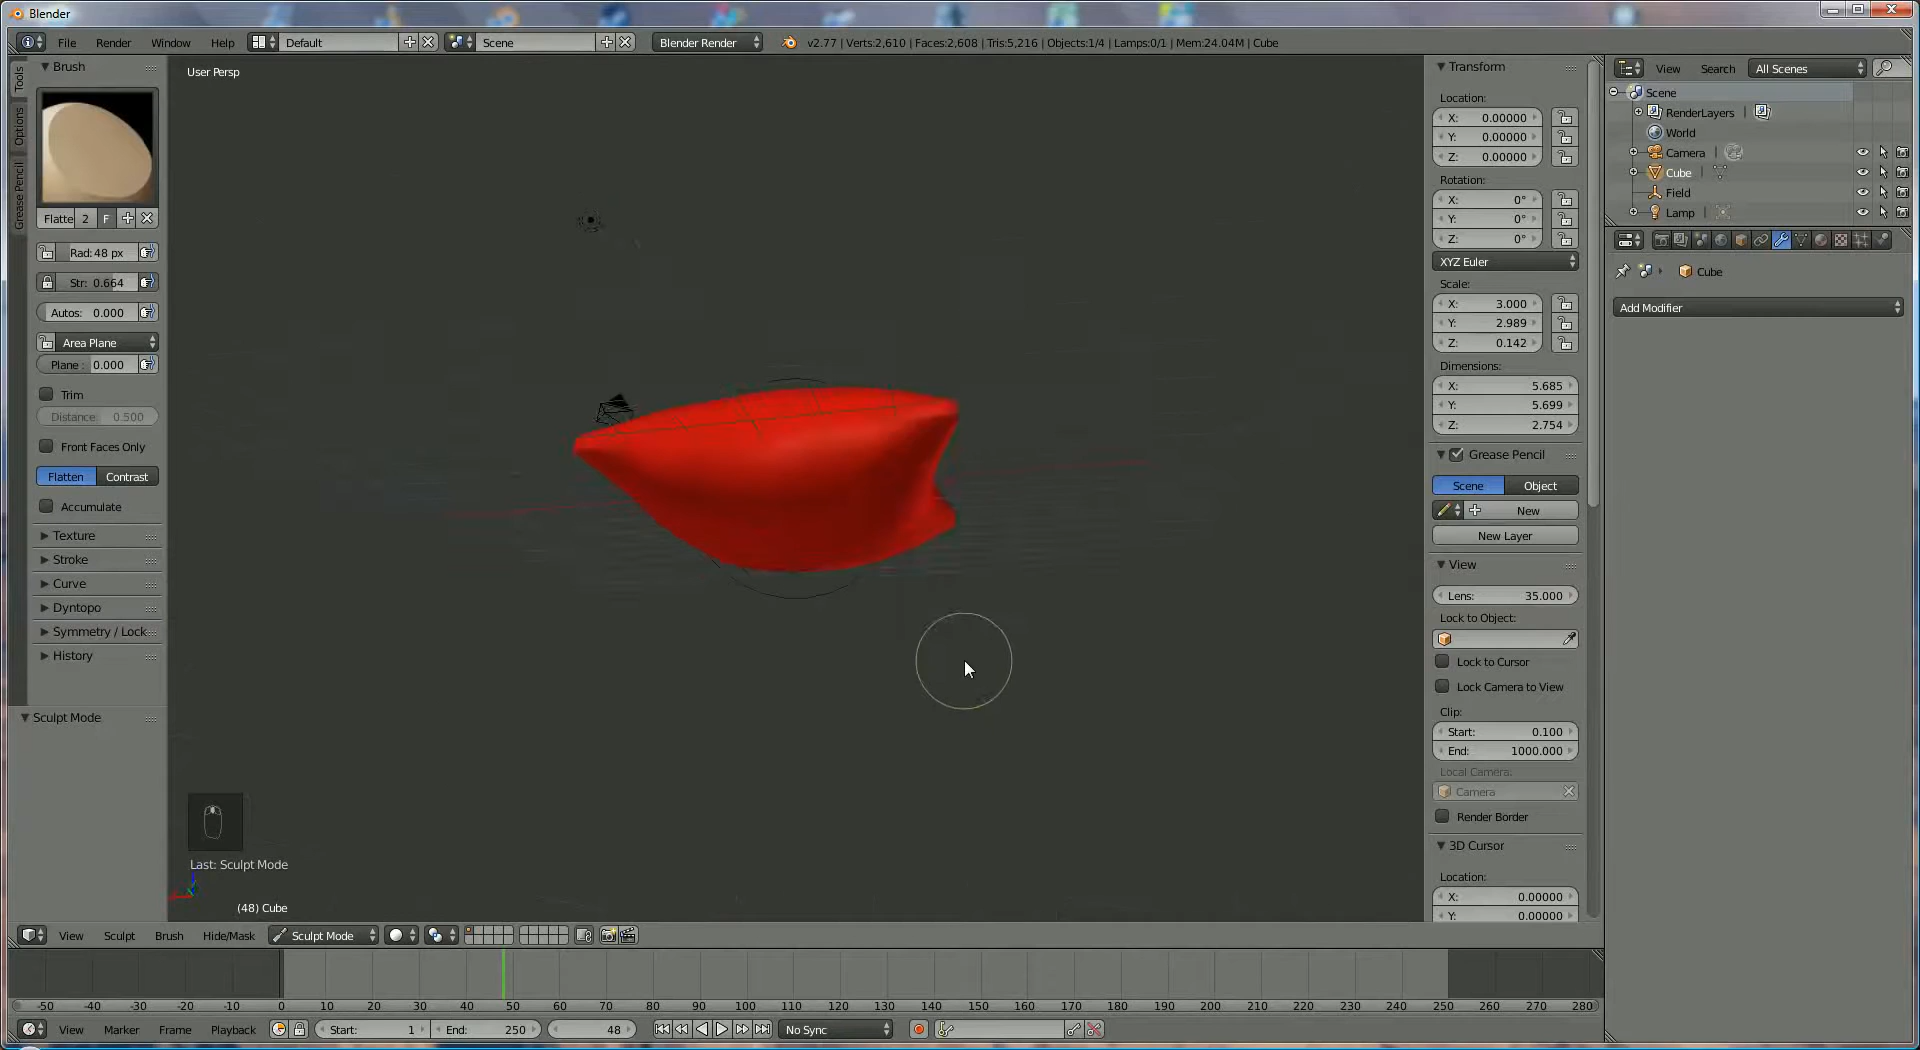 Blender
File Render Window Help Default Scene Blender Render v2.77 | Verts:2,610 | Faces:2,608 | Tris:5,216 | Objects:1/4 | Lamps:0/1 | Mem:24.04M | Cube
Tools
Options
Grease Pencil
Brush
Flatte 2 F
Rad: 48 px
Str: 0.664
Autos: 0.000
Area Plane
Plane : 0.000
Trim
Distance: 0.500
Front Faces Only
Flatten Contrast
Accumulate
Texture
Stroke
Curve
Dyntopo
Symmetry / Lock
History
Sculpt Mode
User Persp
Last: Sculpt Mode
(48) Cube
Transform
Location:
X: 0.00000
Y: 0.00000
Z: 0.00000
Rotation:
X: 0°
Y: 0°
Z: 0°
XYZ Euler
Scale:
X: 3.000
Y: 2.989
Z: 0.142
Dimensions:
X: 5.685
Y: 5.699
Z: 2.754
Grease Pencil
Scene Object
New
New Layer
View
Lens: 35.000
Lock to Object:
Lock to Cursor
Lock Camera to View
Clip:
Start: 0.100
End: 1000.000
Local Camera:
Camera
Render Border
3D Cursor
Location:
X: 0.00000
Y: 0.00000
View Search All Scenes
Scene
RenderLayers
World
Camera
Cube
Field
Lamp
Cube
Add Modifier
View Sculpt Brush Hide/Mask Sculpt Mode
-50 -40 -30 -20 -10 0 10 20 30 40 50 60 70 80 90 100 110 120 130 140 150 160 170 180 190 200 210 220 230 240 250 260 270 280
View Marker Frame Playback Start: 1 End: 250 48 No Sync